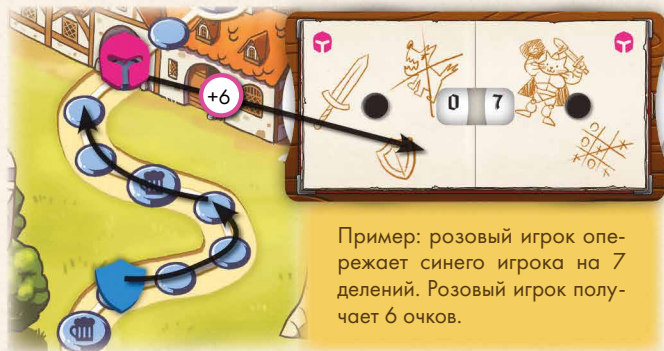 +6
0 7
Пример: розовый игрок опе-
режает синего игрока на 7
делений. Розовый игрок полу-
чает 6 очков.